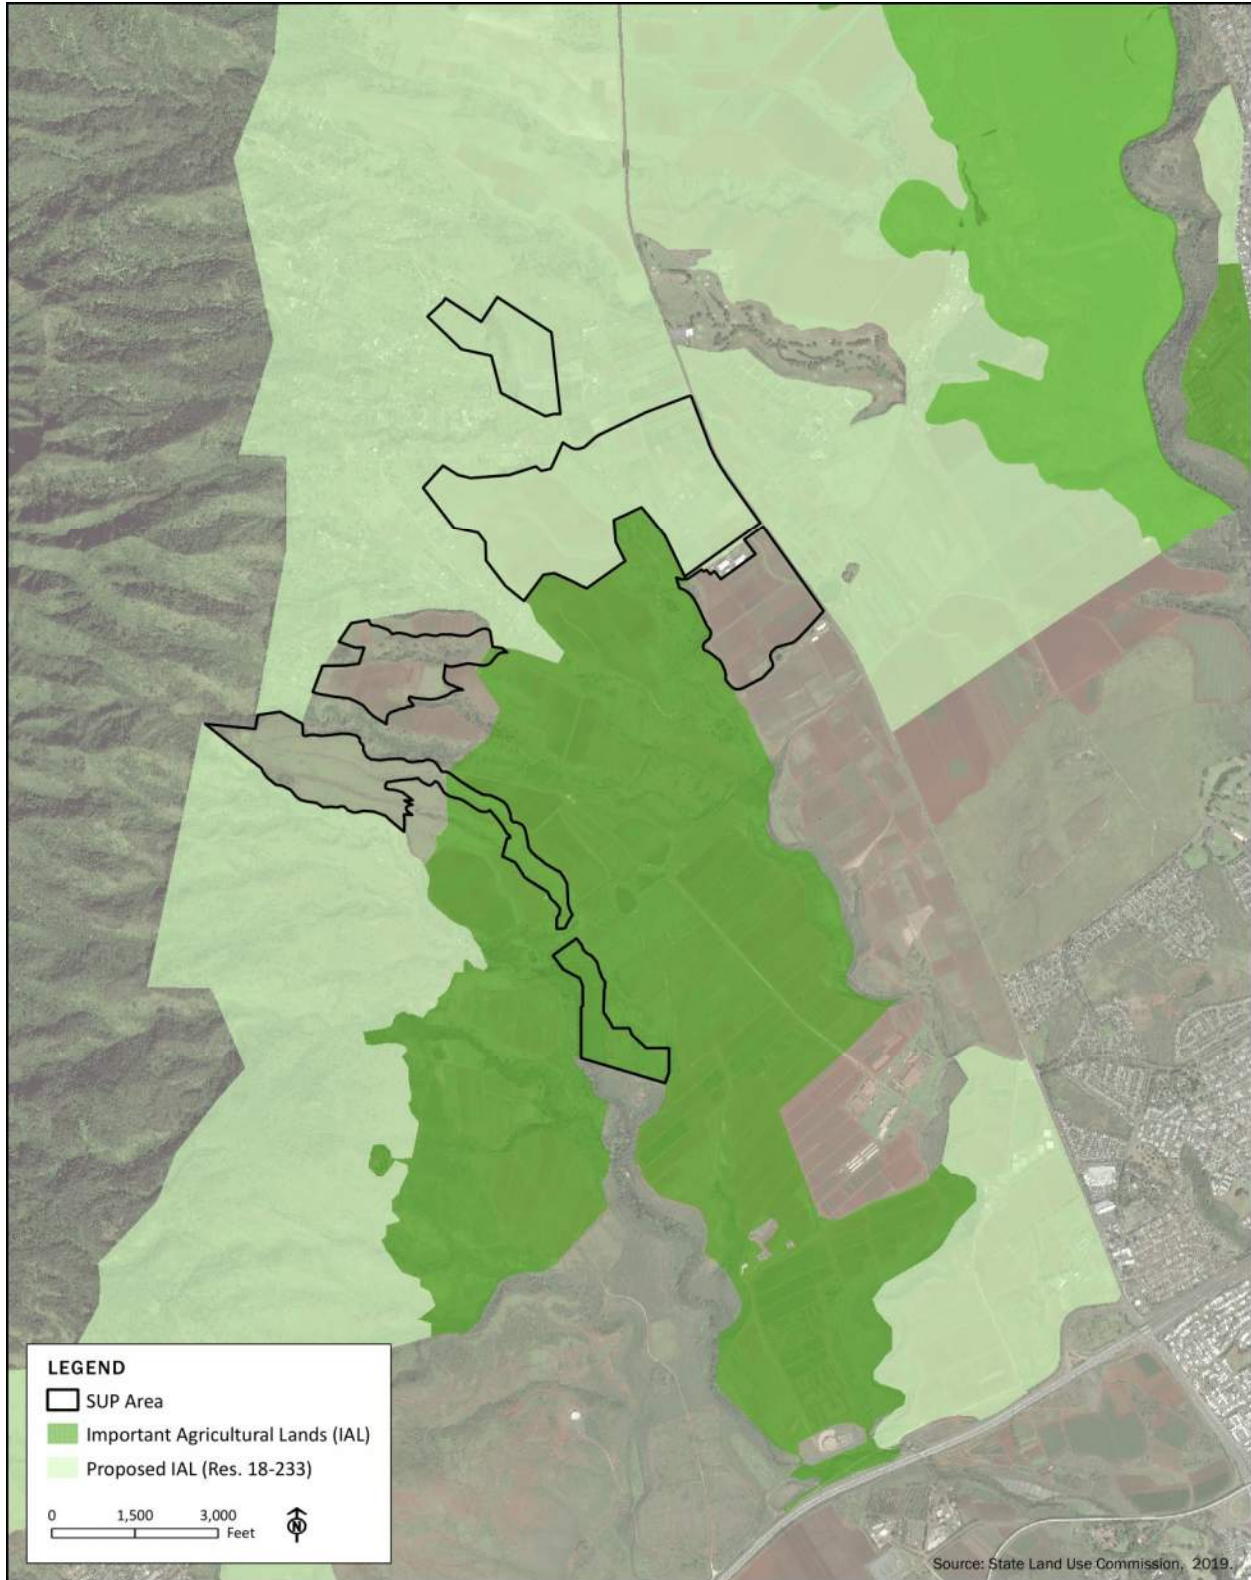 LEGEND
SUP Area
Important Agricultural Lands (IAL)
Proposed IAL (Res. 18-233)
0 1,500 3,000
Feet
N
Source: State Land Use Commission, 2019.